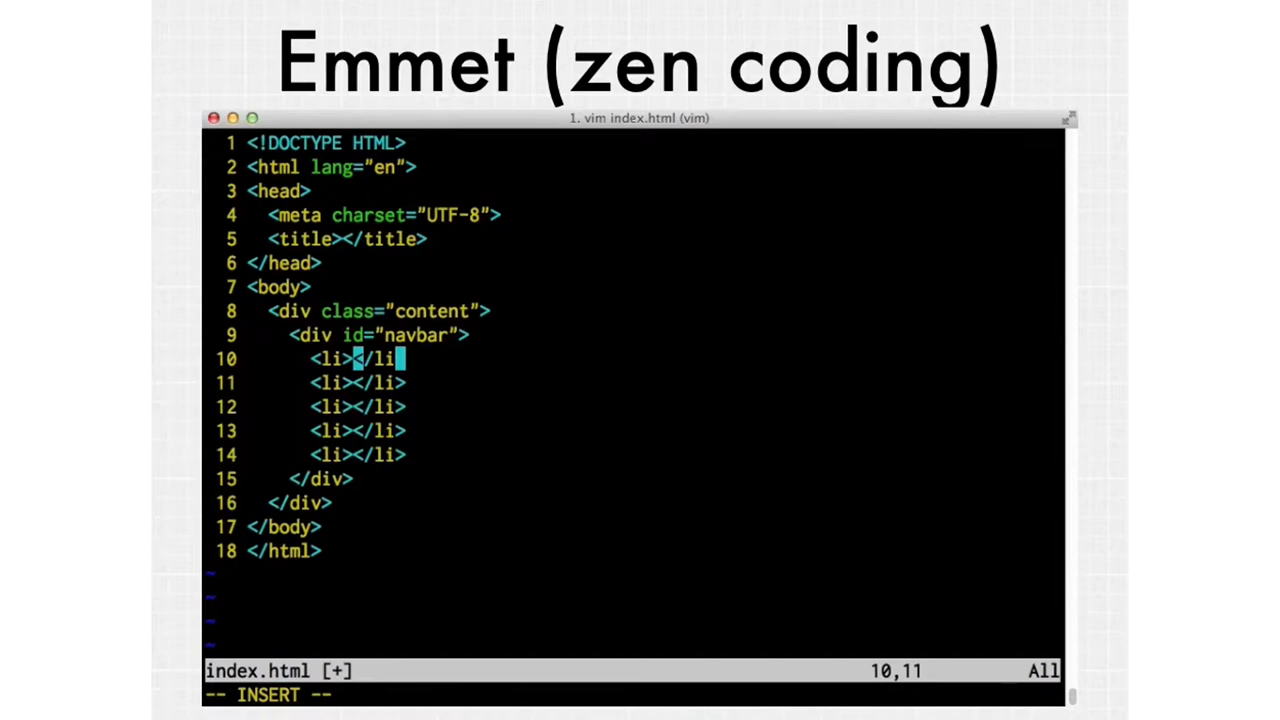 Emmet (zen coding)
1. vim index.html (vim)
1 <!DOCTYPE HTML>
2 <html lang="en">
3 <head>
4   <meta charset="UTF-8">
5   <title></title>
6 </head>
7 <body>
8   <div class="content">
9     <div id="navbar">
10       <li></li
11       <li></li>
12       <li></li>
13       <li></li>
14       <li></li>
15     </div>
16   </div>
17 </body>
18 </html>
~
~
~
~
index.html [+] 10,11 All
-- INSERT --